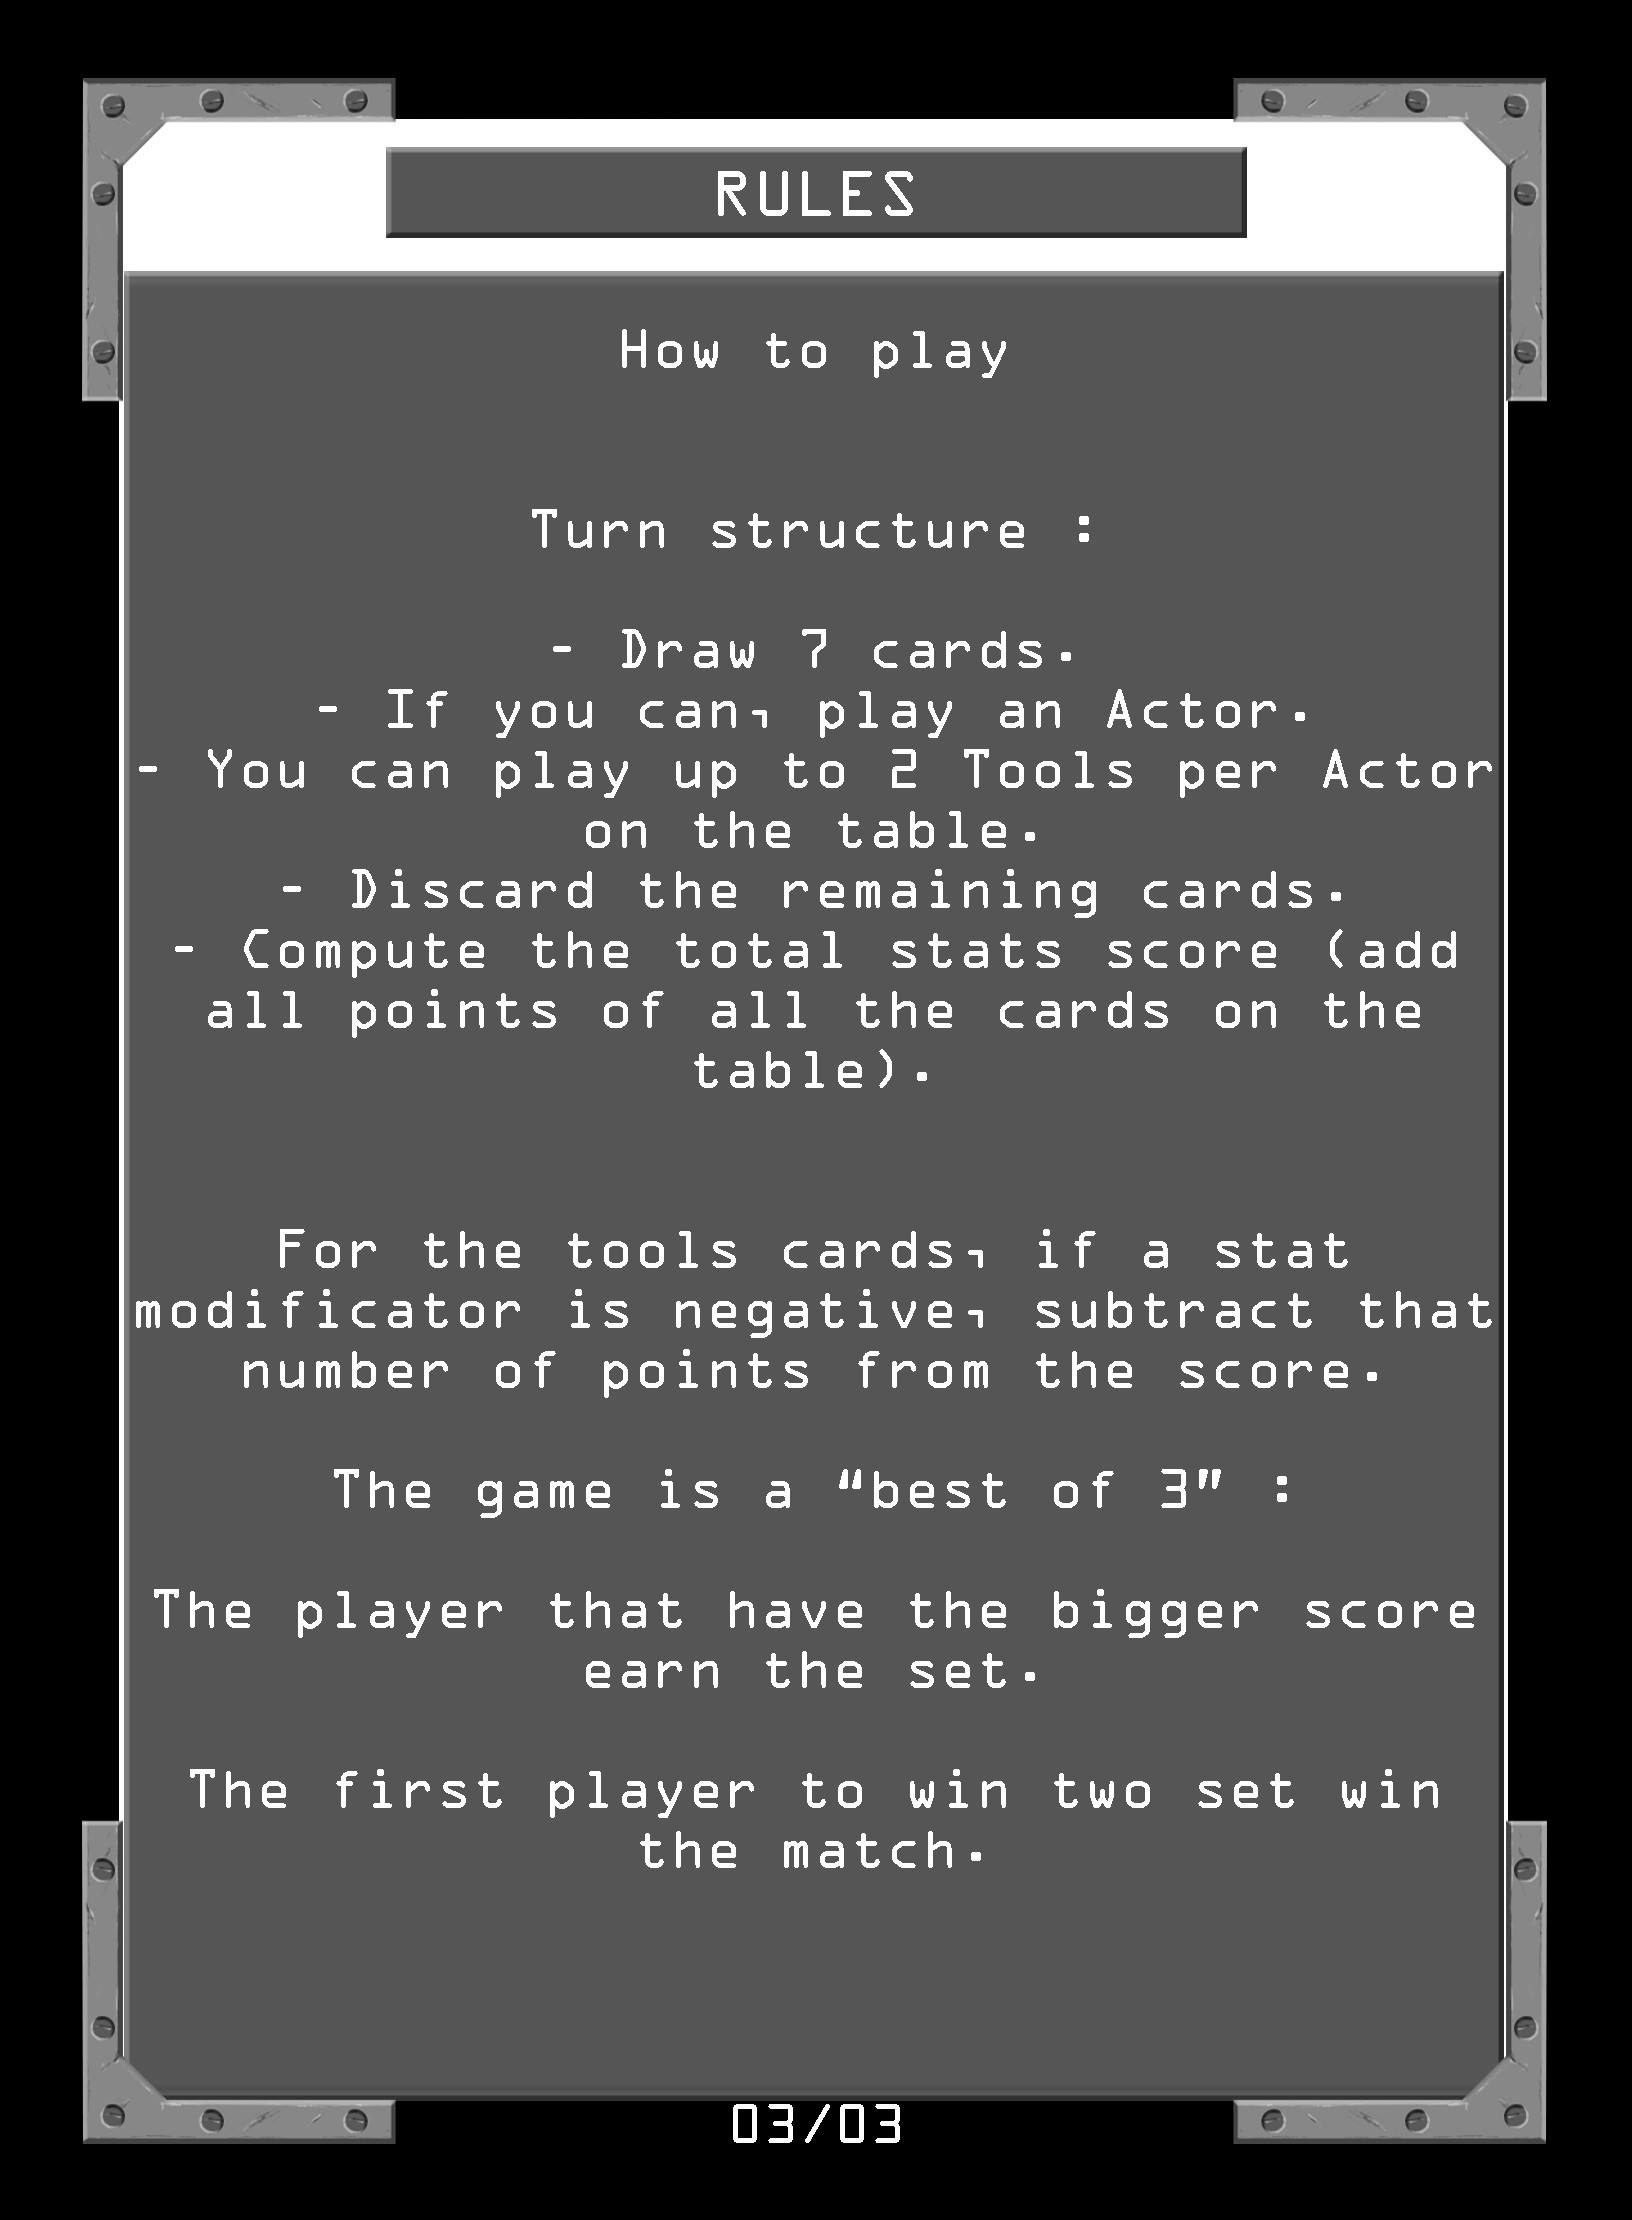 RULES
How to play
Turn structure :
- Draw 7 cards.
- If you can, play an Actor.
- You can play up to 2 Tools per Actor
on the table.
- Discard the remaining cards.
- Compute the total stats score (add
all points of all the cards on the
table).
For the tools cards, if a stat
modificator is negative, subtract that
number of points from the score.
The game is a “best of 3” :
The player that have the bigger score
earn the set.
The first player to win two set win
the match.
03/03